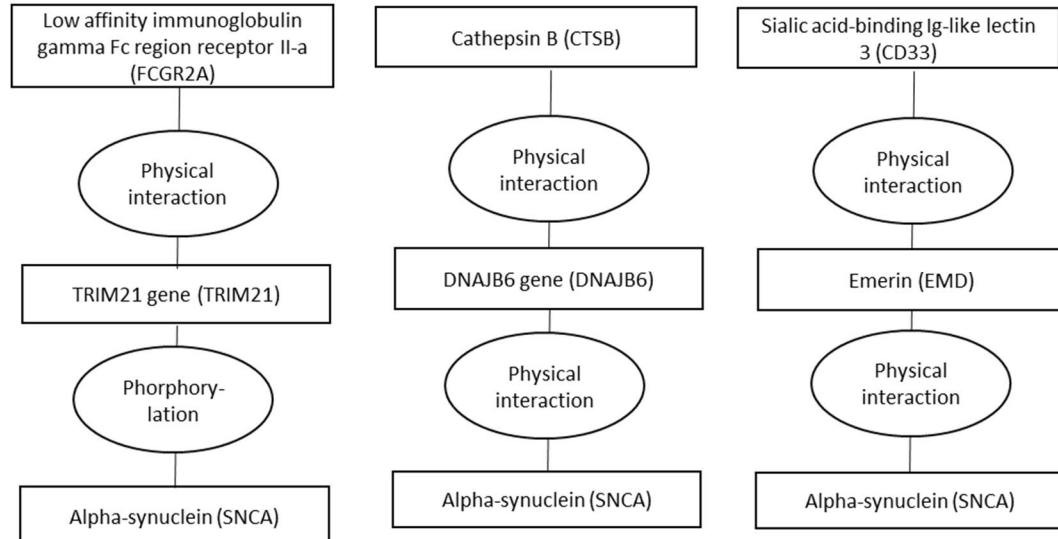 Low affinity immunoglobulin
gamma Fc region receptor II-a
(FCGR2A)
Physical
interaction
TRIM21 gene (TRIM21)
Phorphory-
lation
Alpha-synuclein (SNCA)
Cathepsin B (CTSB)
Physical
interaction
DNAJB6 gene (DNAJB6)
Physical
interaction
Alpha-synuclein (SNCA)
Sialic acid-binding Ig-like lectin
3 (CD33)
Physical
interaction
Emerin (EMD)
Physical
interaction
Alpha-synuclein (SNCA)